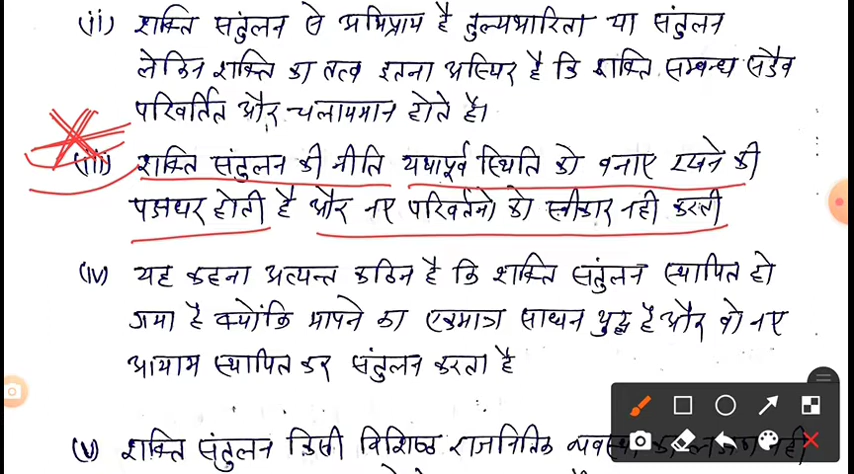 (ii) शक्ति संतुलन से अभिप्राय है तुल्यभारिता या संतुलन
लेकिन शक्ति का तत्व इतना अस्थिर है कि शक्ति सम्बन्ध सदैव
परिवर्तित और चलायमान होते है।
(iii) शक्ति संतुलन की नीति यथापूर्व स्थिति को बनाए रखने की
पक्षधर होती है और नए परिवर्तनो को स्वीकार नही करती
(iv) यह कहना अत्यन्त कठिन है कि शक्ति संतुलन स्थापित हो
गया है क्योंकि मापने का एकमात्र साधन युद्ध है और वो नए
आयाम स्थापित कर संतुलन करता है
(v) शक्ति संतुलन किसी विशिष्ठ राजनितिक